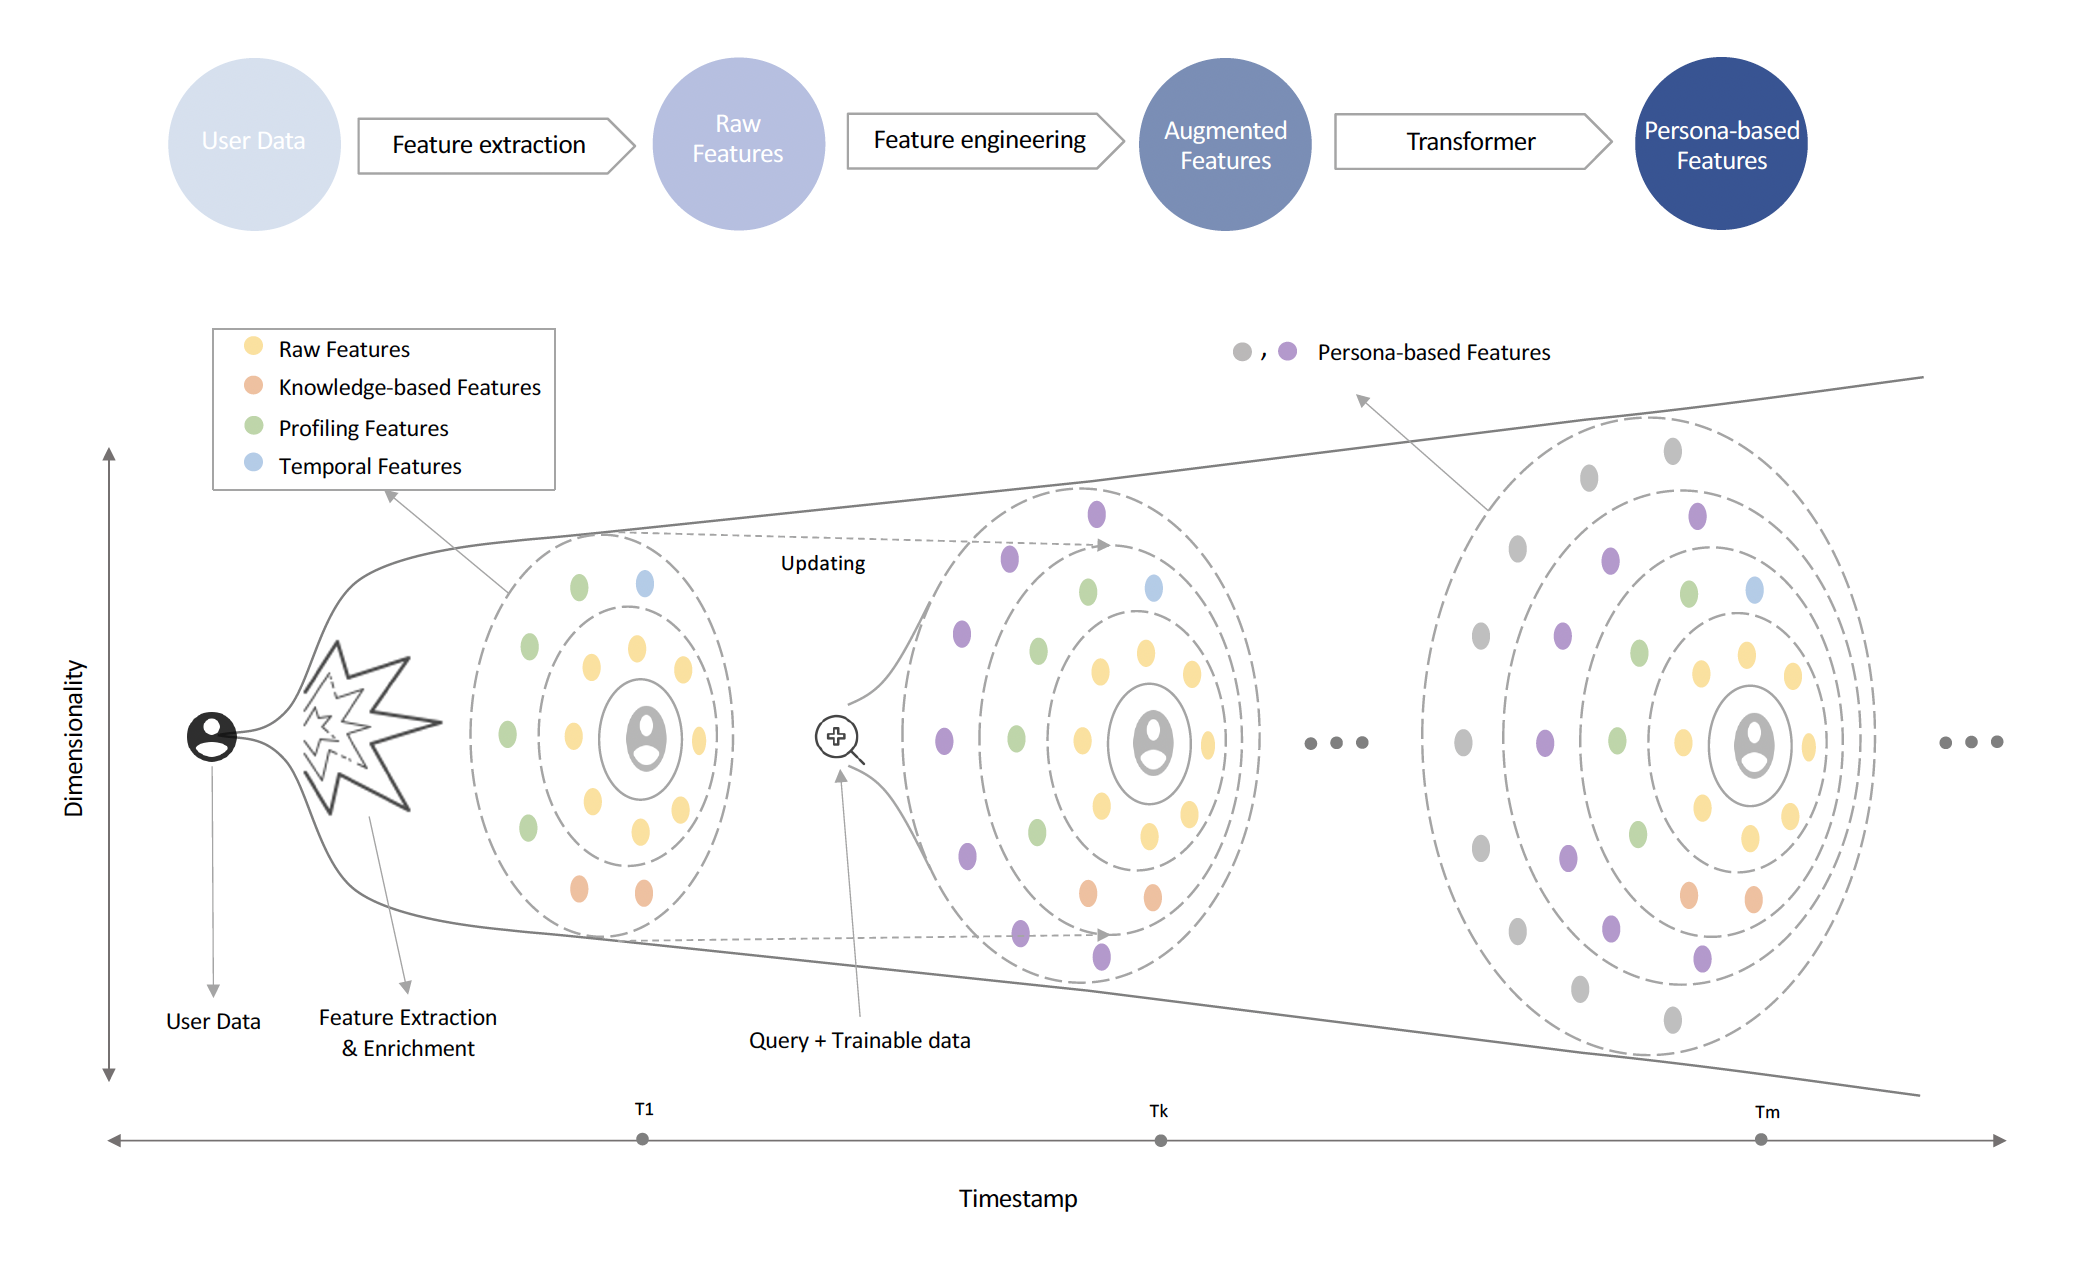 User Data
Feature extraction
Raw
Features
Feature engineering
Augmented
Features
Transformer
Persona-based
Features
Raw Features
Knowledge-based Features
Profiling Features
Temporal Features
, Persona-based Features
Updating
Dimensionality
User Data
Feature Extraction
& Enrichment
Query + Trainable data
T1
Tk
Tm
Timestamp